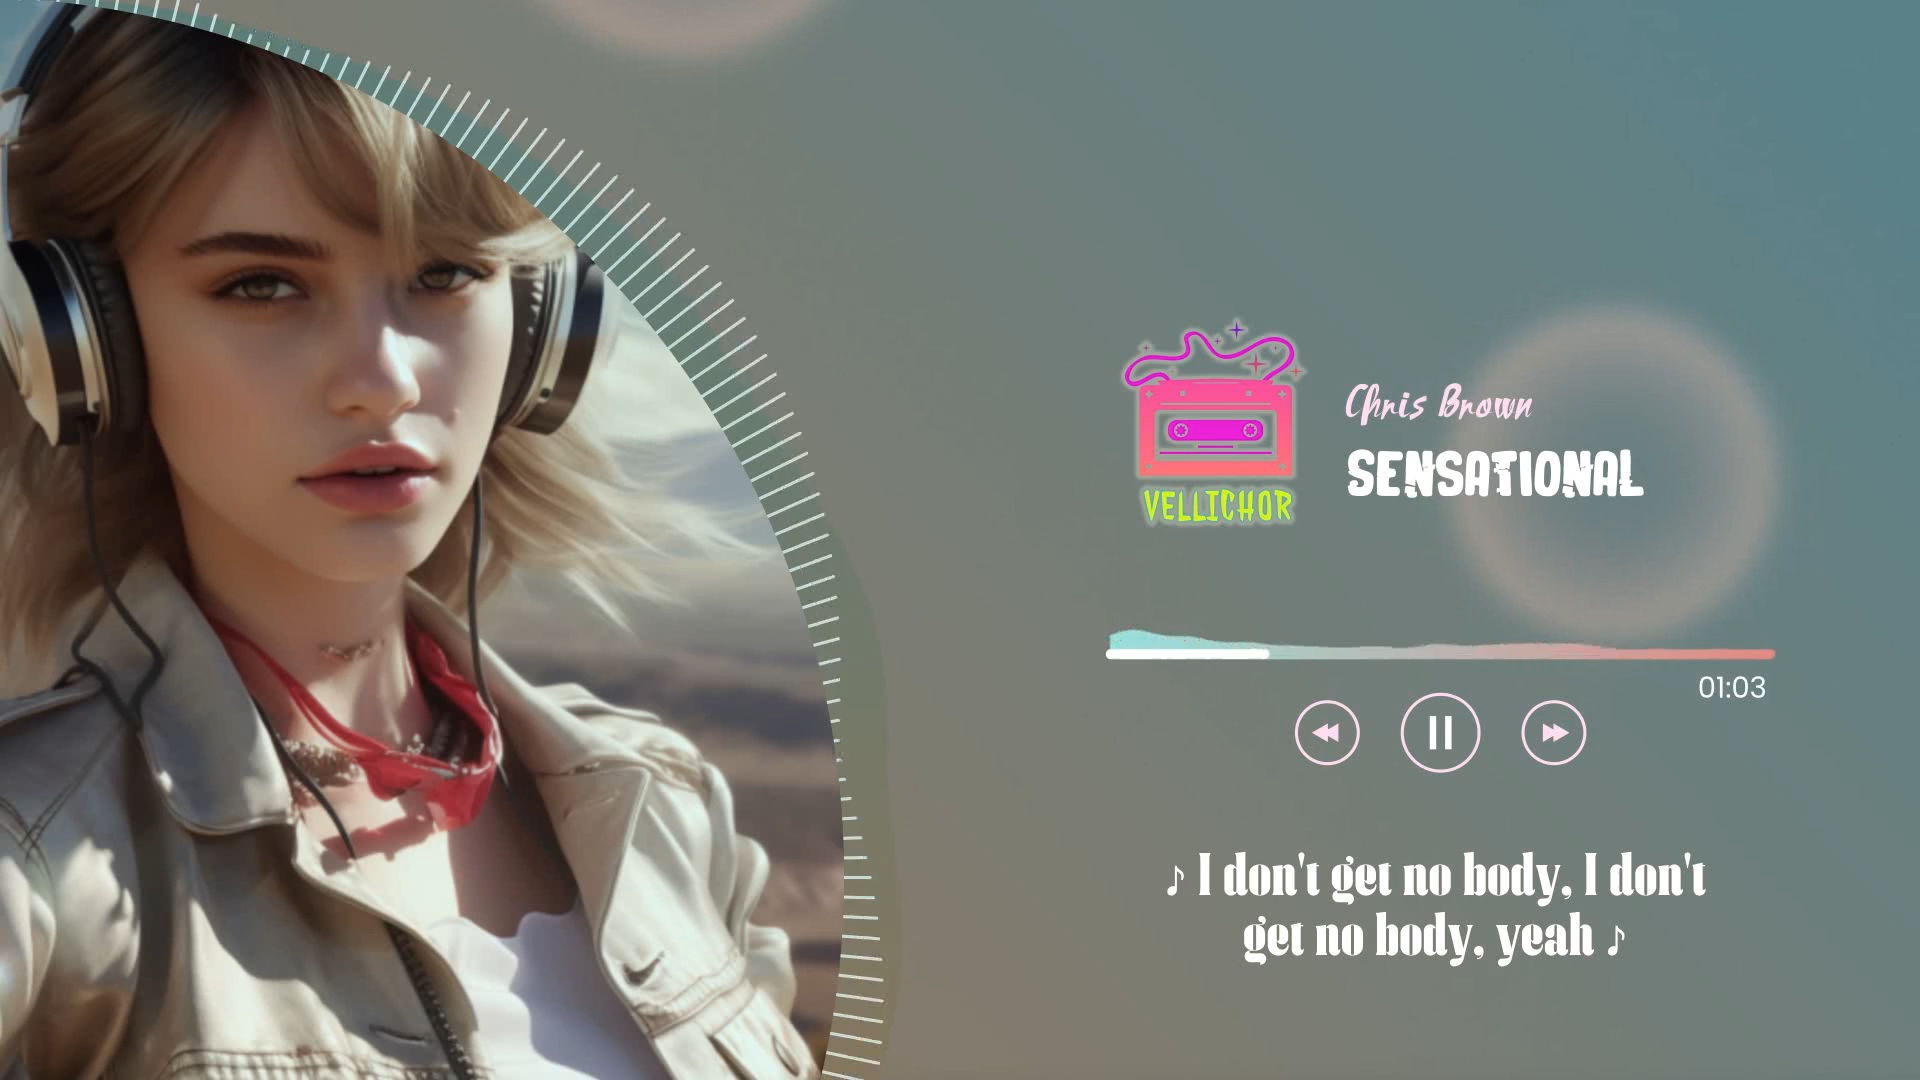 Chris Brown
SENSATIONAL
VELLICHOR
01:03
♪ I don't get no body, I don't
get no body, yeah ♪